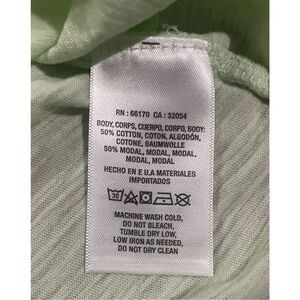 RN : 66170 CA : 32054
BODY, CORPS, CUERPO, CORPO, BODY:
50% COTTON, COTON, ALGODÓN,
COTONE, BAUMWOLLE
50% MODAL, MODAL, MODAL,
MODAL, MODAL
HECHO EN E U.A MATERIALES
IMPORTADOS
30
MACHINE WASH COLD,
DO NOT BLEACH,
TUMBLE DRY LOW,
LOW IRON AS NEEDED,
DO NOT DRY CLEAN